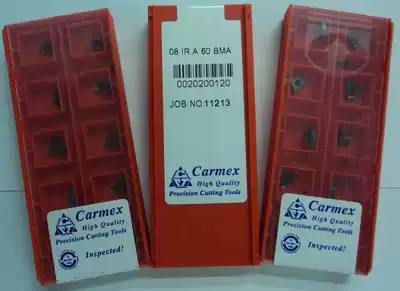 08 IR A 60 BMA
0020200120
JOB NO.11213
Carmex
High Quality
Precision Cutting Tools
Carmex
High Quality
Precision Cutting Tools
Inspected!
Carmex
High Quality
Precision Cutting Tools
Inspected!